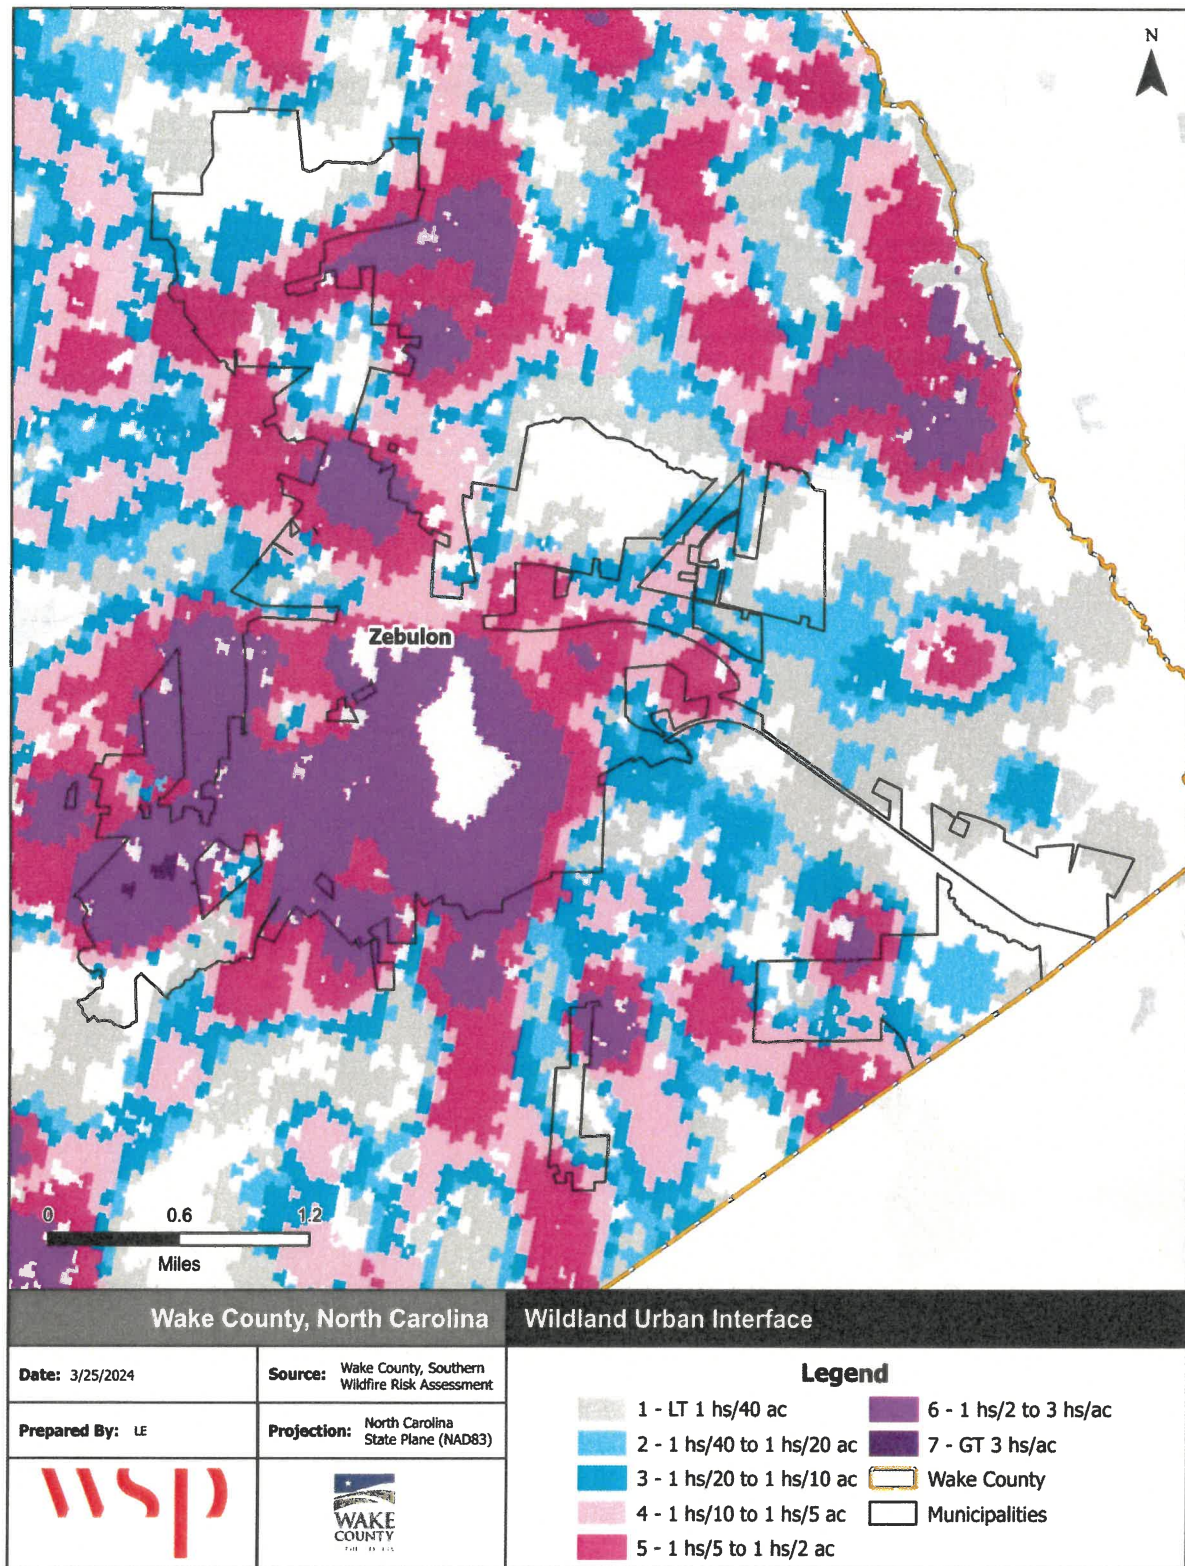 N
Zebulon
0 0.6 1.2
Miles
Wake County, North Carolina
Wildland Urban Interface
Date: 3/25/2024
Source: Wake County, Southern
Wildfire Risk Assessment
Prepared By: LE
Projection: North Carolina
State Plane (NAD83)
wsp
WAKE
COUNTY
Legend
1 - LT 1 hs/40 ac
2 - 1 hs/40 to 1 hs/20 ac
3 - 1 hs/20 to 1 hs/10 ac
4 - 1 hs/10 to 1 hs/5 ac
5 - 1 hs/5 to 1 hs/2 ac
6 - 1 hs/2 to 3 hs/ac
7 - GT 3 hs/ac
Wake County
Municipalities